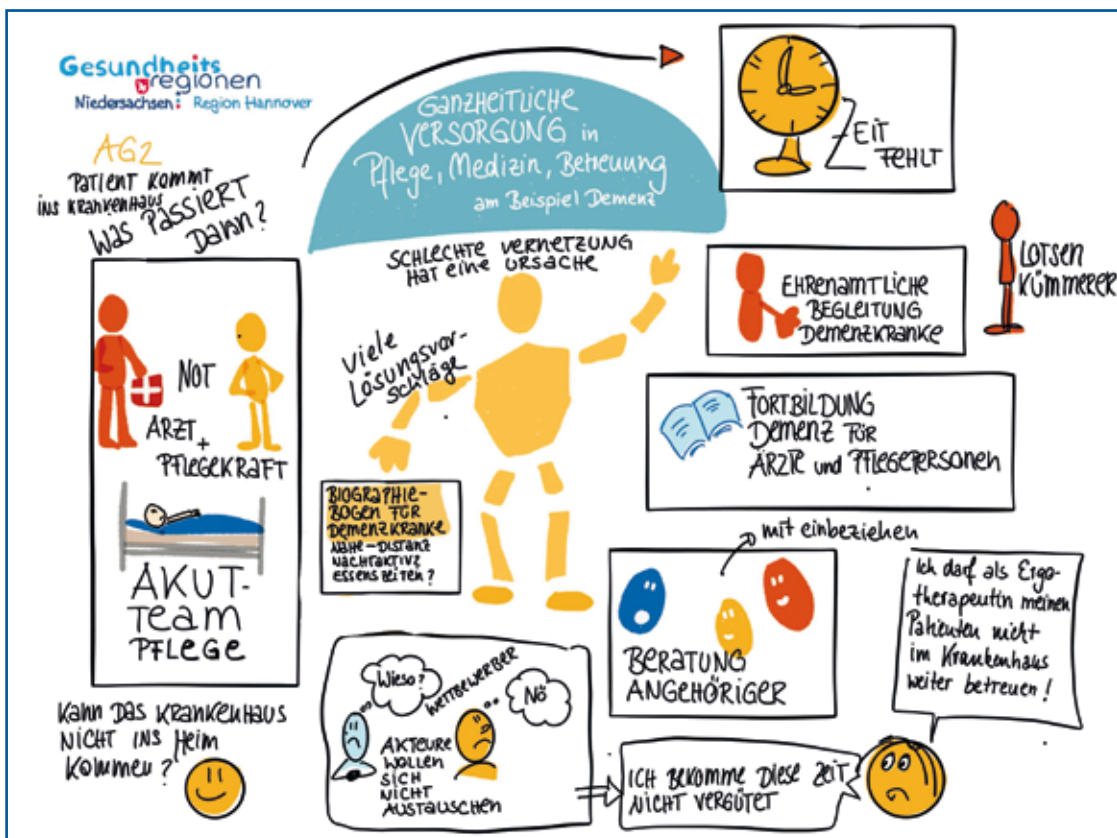 Gesundheits
regionen
Niedersachsen: Region Hannover
AG2
Patient kommt
ins Krankenhaus
Was passiert
dann?
NOT
ARZT +
PFLEGEKRAFT
AKUT-
TEAM
PFLEGE
Kann das Krankenhaus
nicht ins Heim
kommen?
GANZHEITLICHE
VERSORGUNG in
Pflege, Medizin, Betreuung
am Beispiel Demenz
SCHLECHTE VERNETZUNG
HAT EINE URSACHE
Viele
Lösungsvor-
schläge
BIOGRAPHIE-
BOGEN FÜR
DEMENZKRANKE
NÄHE-DISTANZ
NACHTAKTIV?
ESSENSZEITEN?
Wieso?
WETTBEWERBER
Nö
AKTEURE
WOLLEN
SICH
NICHT
AUSTAUSCHEN
ZEIT
FEHLT
LOTSEN
KÜMMERER
EHRENAMTLICHE
BEGLEITUNG
DEMENZKRANKE
FORTBILDUNG
DEMENZ FÜR
ÄRZTE und PFLEGEPERSONEN
mit einbeziehen
BERATUNG
ANGEHÖRIGER
Ich darf als Ergo-
therapeutin meinen
Patienten nicht
im Krankenhaus
weiter betreuen!
ICH BEKOMME DIESE ZEIT
NICHT VERGÜTET